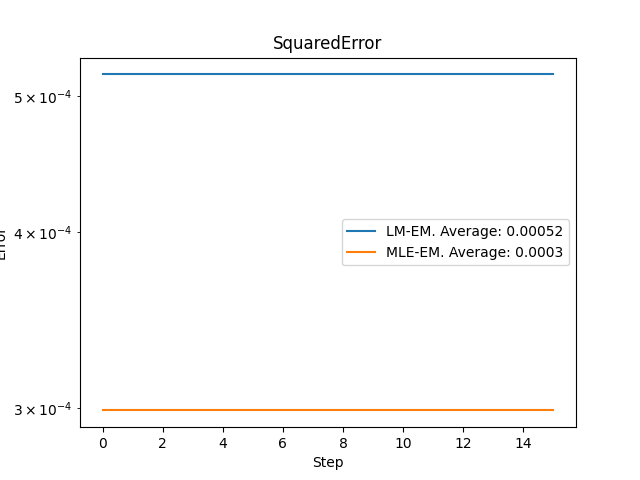 SquaredError
5 × 10⁻⁴
4 × 10⁻⁴
3 × 10⁻⁴
Error
LM-EM. Average: 0.00052
MLE-EM. Average: 0.0003
0 2 4 6 8 10 12 14
Step